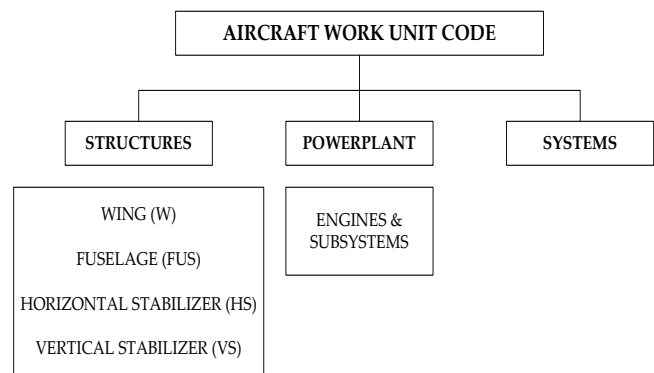 AIRCRAFT WORK UNIT CODE
STRUCTURES
POWERPLANT
SYSTEMS
WING (W)
FUSELAGE (FUS)
HORIZONTAL STABILIZER (HS)
VERTICAL STABILIZER (VS)
ENGINES &
SUBSYSTEMS